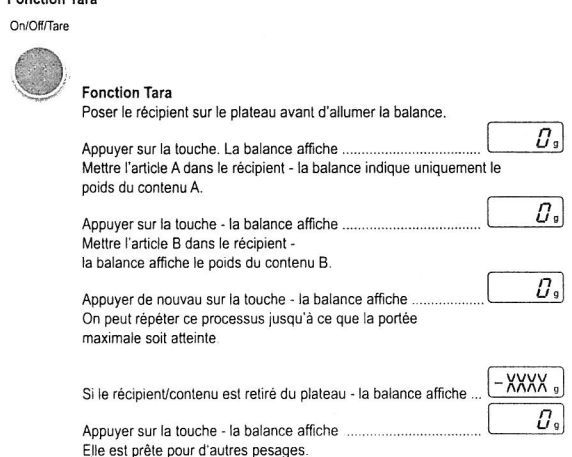 Fonction Tara
On/Off/Tare
Fonction Tara
Poser le récipient sur le plateau avant d'allumer la balance.
Appuyer sur la touche. La balance affiche .................................. 0 g
Mettre l'article A dans le récipient - la balance indique uniquement le
poids du contenu A.
Appuyer sur la touche - la balance affiche .................................. 0 g
Mettre l'article B dans le récipient -
la balance affiche le poids du contenu B.
Appuyer de nouvau sur la touche - la balance affiche .................. 0 g
On peut répéter ce processus jusqu'à ce que la portée
maximale soit atteinte
Si le récipient/contenu est retiré du plateau - la balance affiche ... -XXXX g
Appuyer sur la touche - la balance affiche .................................. 0 g
Elle est prête pour d'autres pesages.